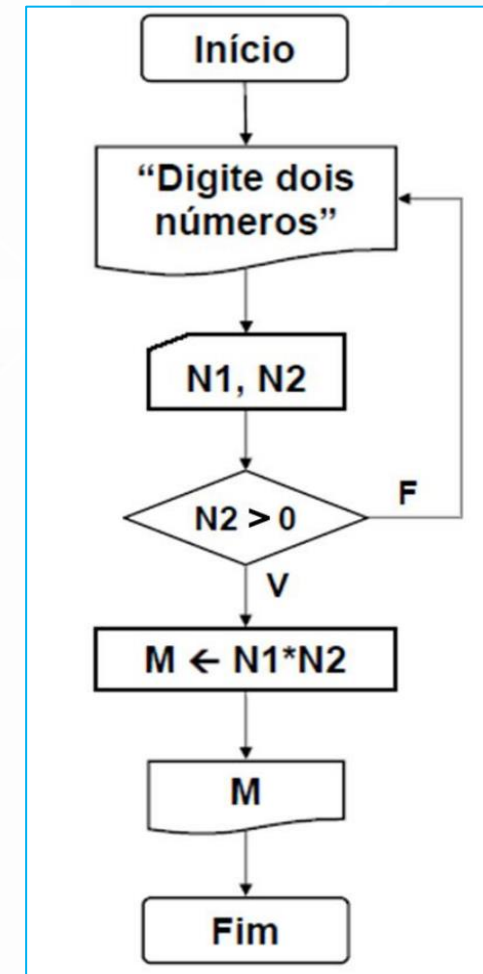 Início
“Digite dois
números”
N1, N2
N2 > 0
F
V
M ← N1*N2
M
Fim